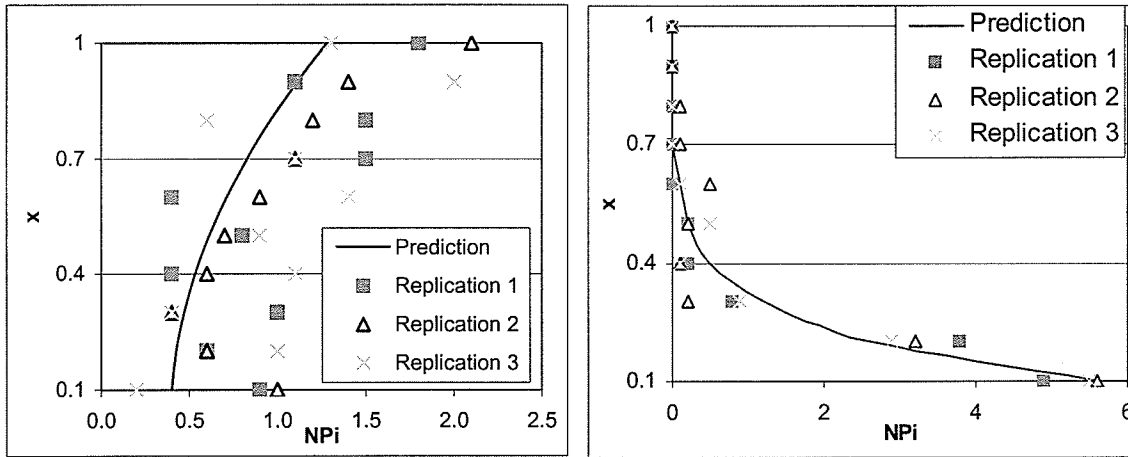 1
0.7
0.4
0.1
x
0.0
0.5
1.0
1.5
2.0
2.5
NPi
Prediction
Replication 1
Replication 2
Replication 3
1
0.7
0.4
0.1
x
0
2
4
6
NPi
Prediction
Replication 1
Replication 2
Replication 3